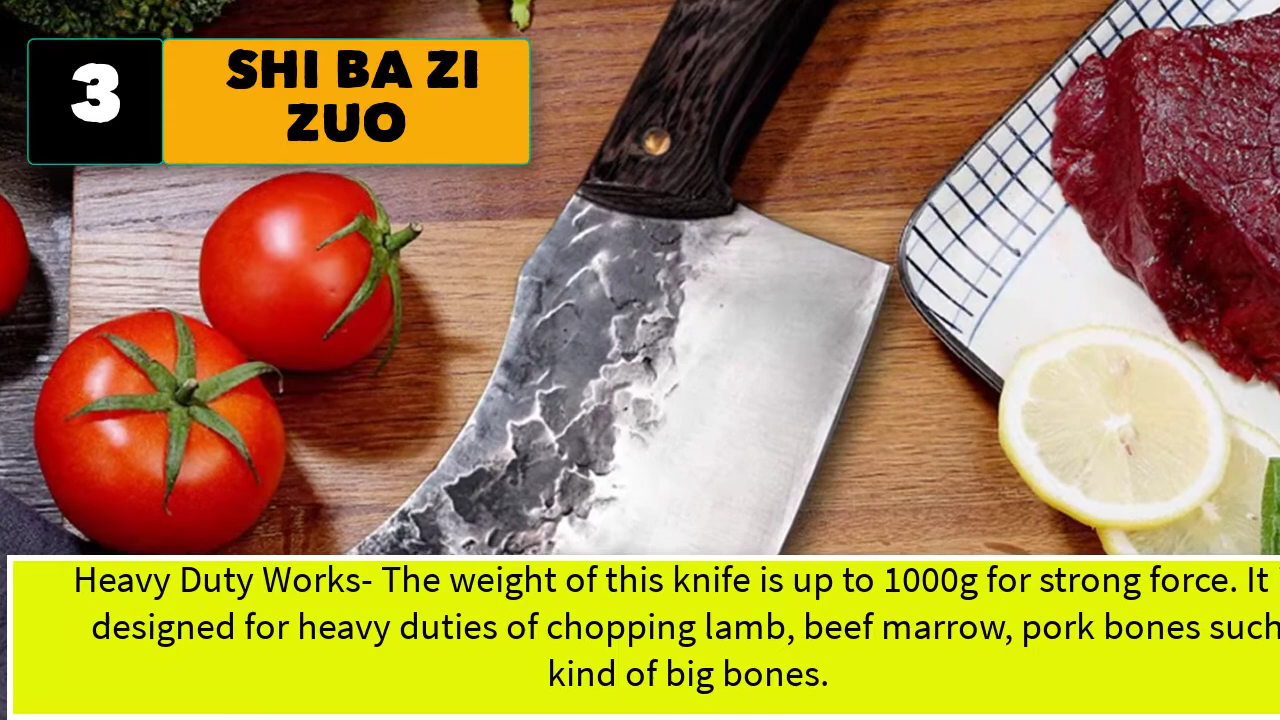 3
SHI BA ZI
ZUO
Heavy Duty Works- The weight of this knife is up to 1000g for strong force. It
designed for heavy duties of chopping lamb, beef marrow, pork bones such
kind of big bones.